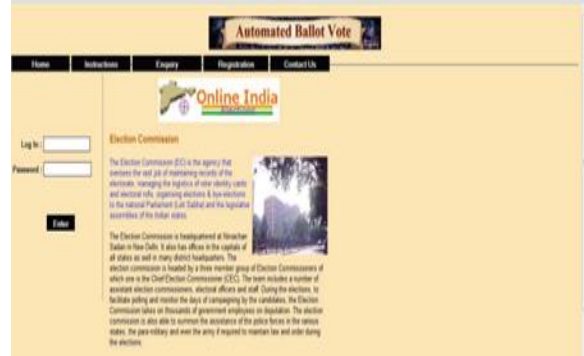 Automated Ballot Vote
Home Instructions Enquiry Registration Contact Us
Online India
Elections
Log In :
Password :
Enter
Election Commission
The Election Commission (EC) is the agency that
oversees the vast job of maintaining records of the
electorate, managing the logistics of voter identity cards
and electoral rolls, organising elections & bye-elections
to the national Parliament (Lok Sabha) and the legislative
assemblies of the Indian states.
The Election Commission is headquartered at Nirvachan
Sadan in New Delhi. It also has offices in the capitals of
all states as well in many district headquarters. The
election commission is headed by a three member group of Election Commissioners of
which one is the Chief Election Commissioner (CEC). The team includes a number of
assistant election commissioners, electoral officers and staff. During the elections, to
facilitate polling and monitor the days of campaigning by the candidates, the Election
Commission takes on thousands of government employees on deputation. The election
commission is also able to summon the assistance of the police forces in the various
states, the para-military and even the army if required to maintain law and order during
the elections.